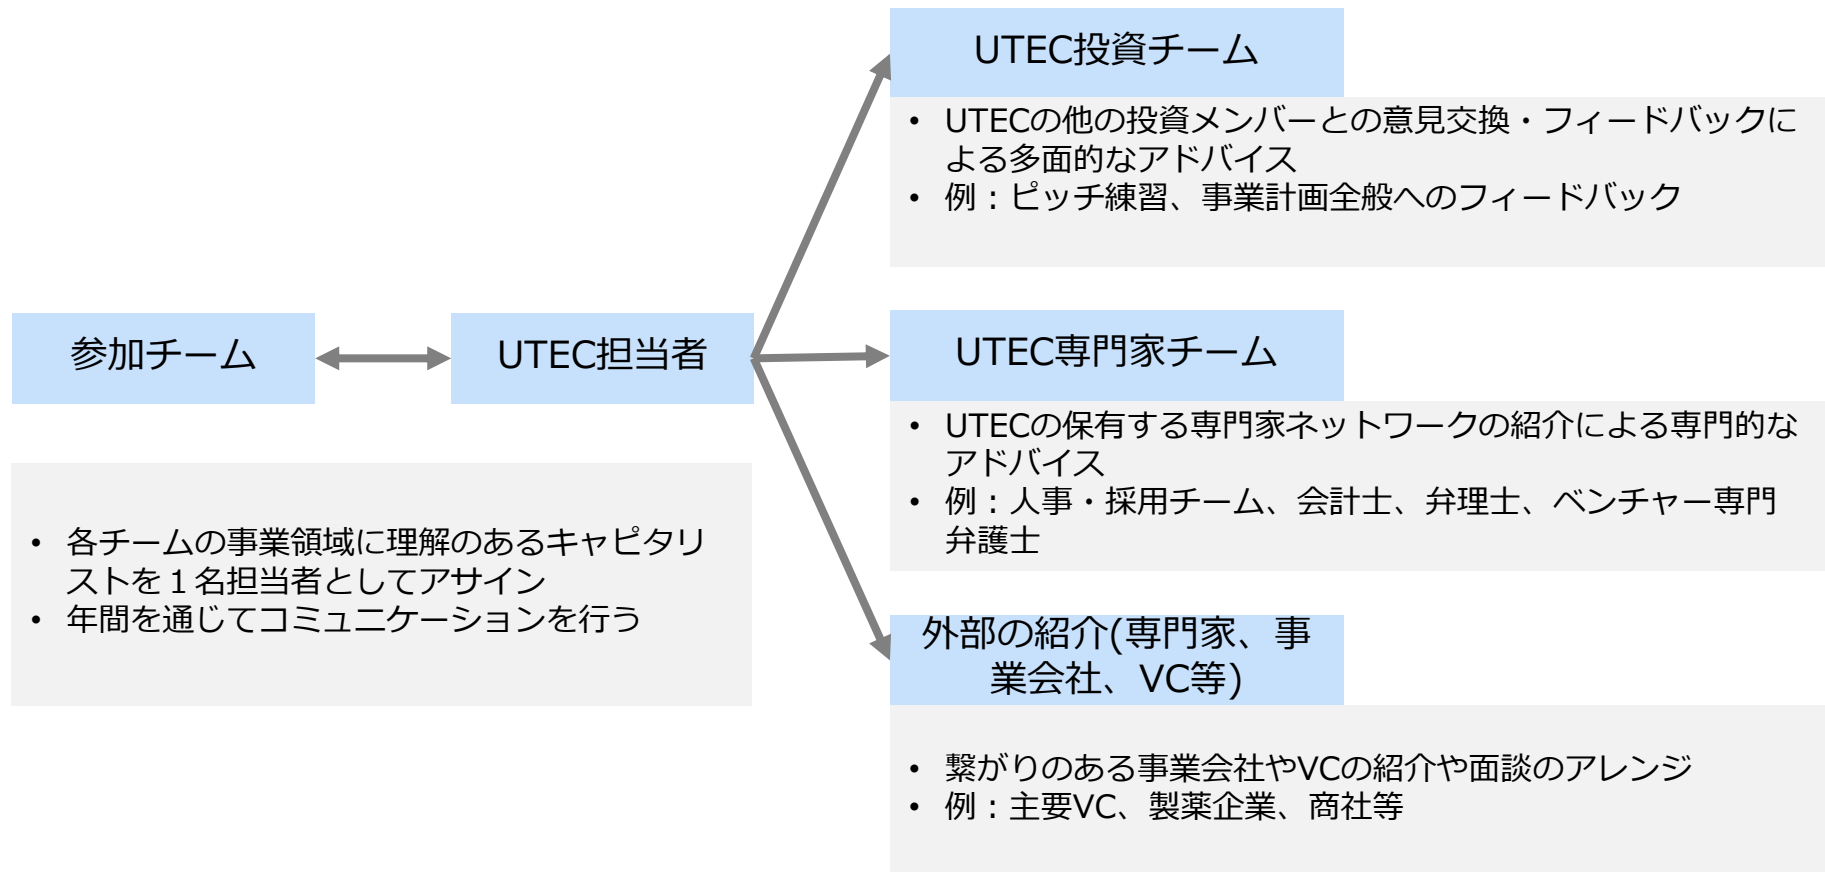 参加チーム
UTEC担当者
• 各チームの事業領域に理解のあるキャピタリ
ストを１名担当者としてアサイン
• 年間を通じてコミュニケーションを行う
UTEC投資チーム
• UTECの他の投資メンバーとの意見交換・フィードバックに
よる多面的なアドバイス
• 例：ピッチ練習、事業計画全般へのフィードバック
UTEC専門家チーム
• UTECの保有する専門家ネットワークの紹介による専門的な
アドバイス
• 例：人事・採用チーム、会計士、弁理士、ベンチャー専門
弁護士
外部の紹介(専門家、事
業会社、VC等)
• 繋がりのある事業会社やVCの紹介や面談のアレンジ
• 例：主要VC、製薬企業、商社等